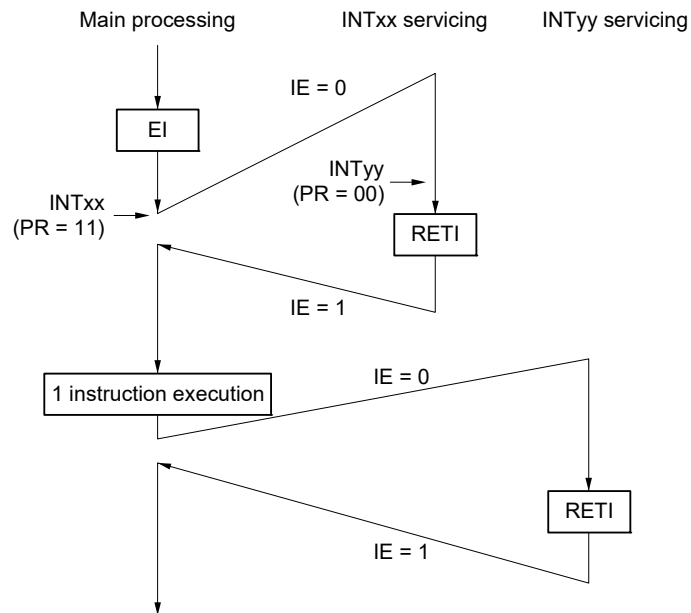 Main processing
INTxx servicing
INTyy servicing
IE = 0
EI
INTyy
(PR = 00)
INTxx
(PR = 11)
RETI
IE = 1
IE = 0
1 instruction execution
RETI
IE = 1